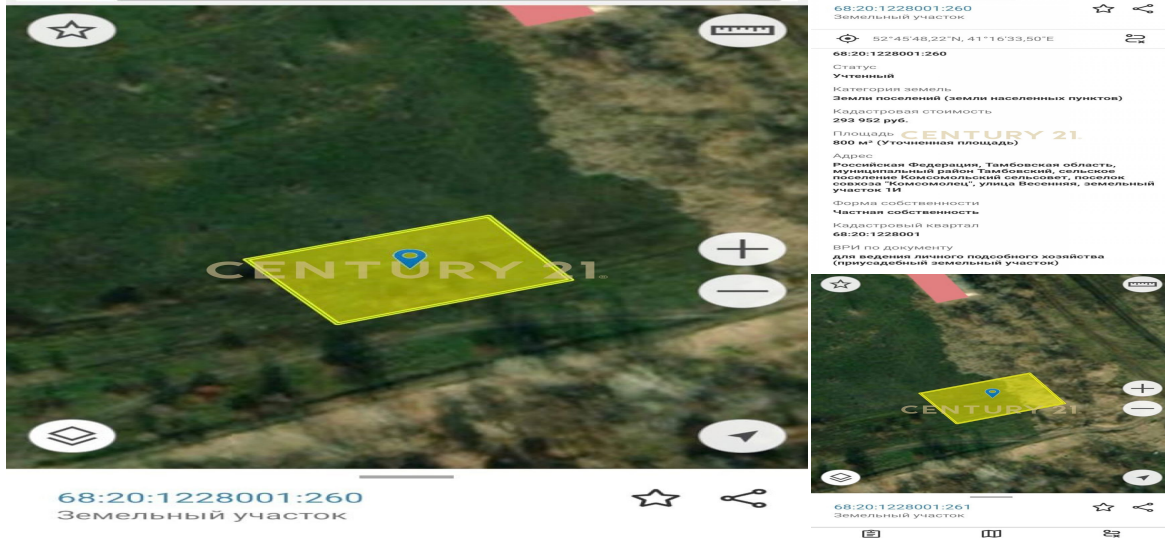 CENTURY 21.
68:20:1228001:260
Земельный участок
68:20:1228001:260
Земельный участок
52°45'48,22"N, 41°16'33,50"E
68:20:1228001:260
Статус
Учтенный
Категория земель
Земли поселений (земли населенных пунктов)
Кадастровая стоимость
293 952 руб.
Площадь
CENTURY 21.
800 м² (Уточненная площадь)
Адрес
Российская Федерация, Тамбовская область,
муниципальный район Тамбовский, сельское
поселение Комсомольский сельсовет, поселок
совхоза "Комсомолец", улица Весенняя, земельный
участок 1И
Форма собственности
Частная собственность
Кадастровый квартал
68:20:1228001
ВРИ по документу
для ведения личного подсобного хозяйства
(приусадебный земельный участок)
CENTURY 21
68:20:1228001:261
Земельный участок